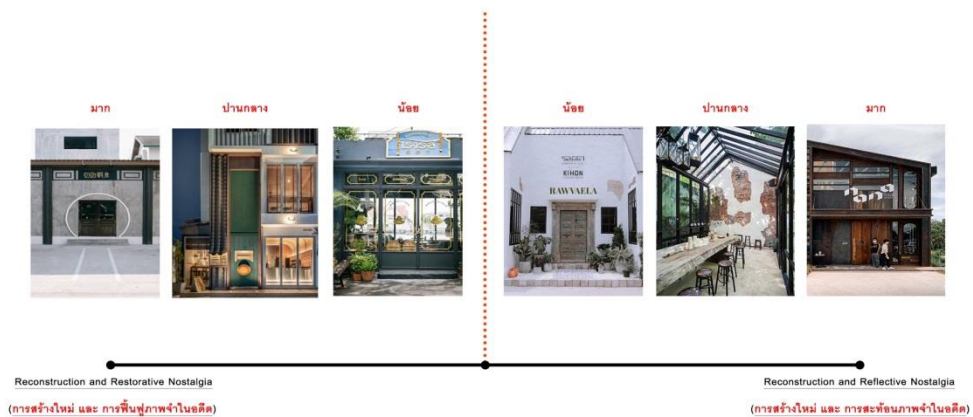 มาก
ปานกลาง
น้อย
น้อย
ปานกลาง
มาก
KIHON
RAWVAELA
Reconstruction and Restorative Nostalgia
(การสร้างใหม่ และ การฟื้นฟูภาพจำในอดีต)
Reconstruction and Reflective Nostalgia
(การสร้างใหม่ และ การสะท้อนภาพจำในอดีต)